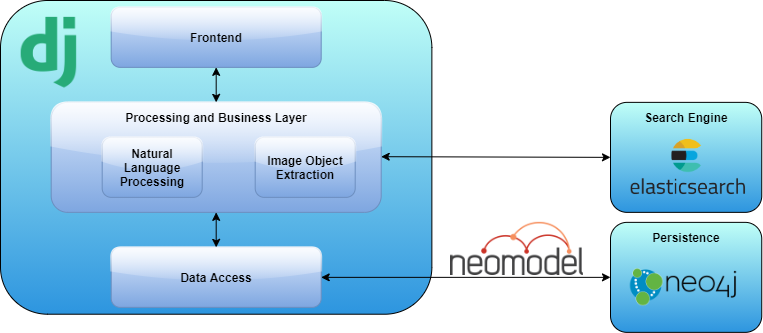 dj
Frontend
Processing and Business Layer
Natural
Language
Processing
Image Object
Extraction
Data Access
Search Engine
elasticsearch
neomodel
Persistence
neo4j